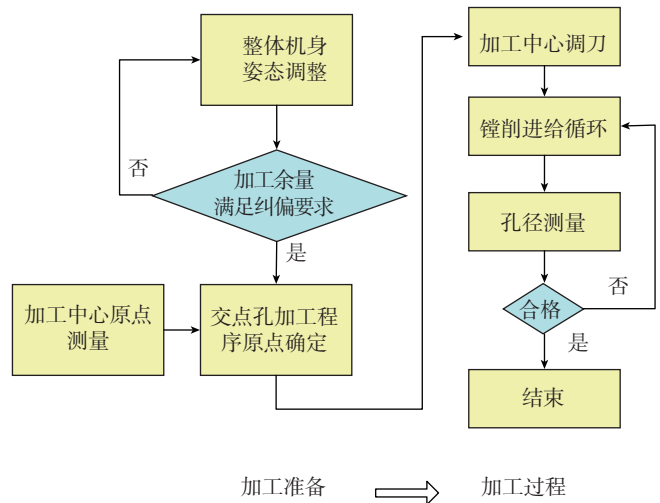 整体机身
姿态调整
否
加工余量
满足纠偏要求
是
加工中心原点
测量
交点孔加工程
序原点确定
加工中心调刀
镗削进给循环
孔径测量
否
合格
是
结束
加工准备
加工过程